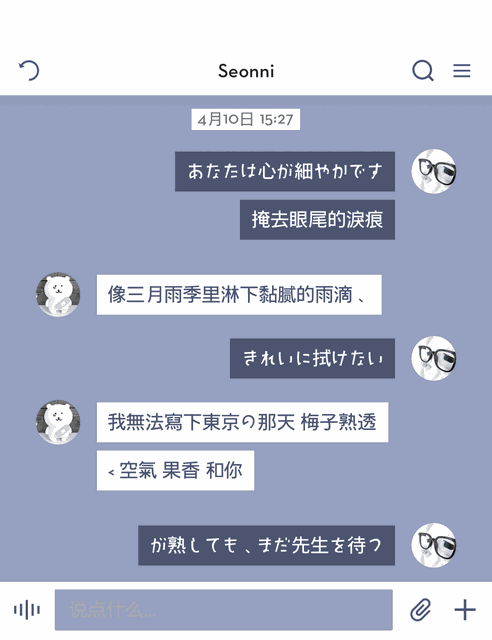 Seonni
4月10日 15:27
あなたは心が細やかです
掩去眼尾的淚痕
像三月雨季里淋下黏膩的雨滴、
きれいに拭けない
我無法寫下東京の那天 梅子熟透
< 空氣 果香 和你
が熟しても、まだ先生を待つ
说点什么...